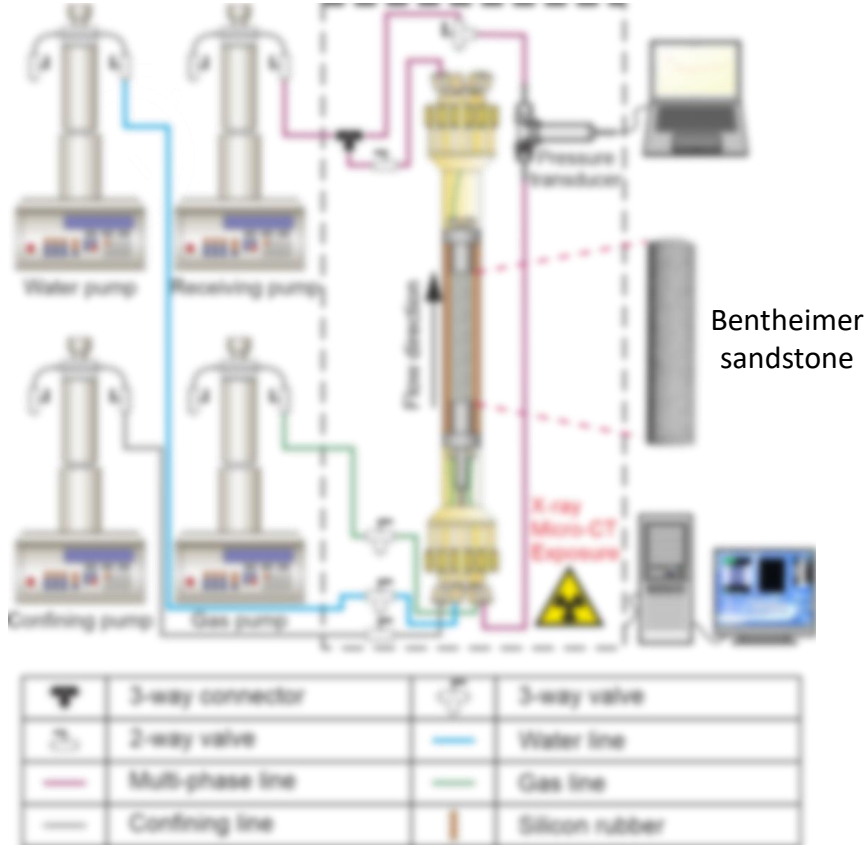 Pressure
transducer
Water pump
Receiving pump
Bentheimer
sandstone
Flow direction
X-ray
Micro-CT
Exposure
Confining pump
Gas pump
3-way connector
3-way valve
2-way valve
Water line
Multi-phase line
Gas line
Confining line
Silicon rubber